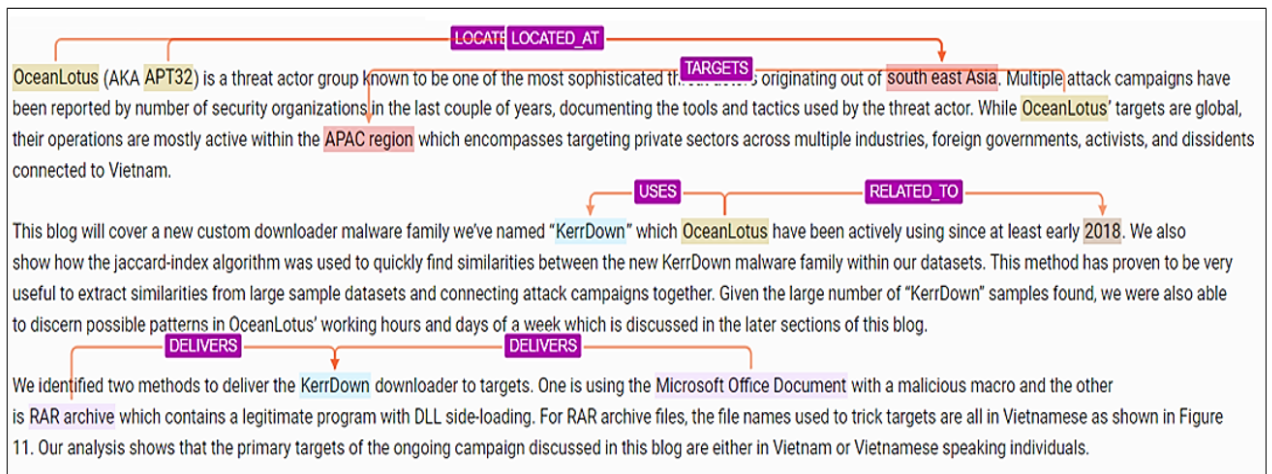 LOCATE LOCATED_AT
TARGETS
OceanLotus (AKA APT32) is a threat actor group known to be one of the most sophisticated originating out of south east Asia. Multiple attack campaigns have
been reported by number of security organizations in the last couple of years, documenting the tools and tactics used by the threat actor. While OceanLotus' targets are global,
their operations are mostly active within the APAC region which encompasses targeting private sectors across multiple industries, foreign governments, activists, and dissidents
connected to Vietnam.
USES RELATED_TO
This blog will cover a new custom downloader malware family we've named “KerrDown” which OceanLotus have been actively using since at least early 2018. We also
show how the jaccard-index algorithm was used to quickly find similarities between the new KerrDown malware family within our datasets. This method has proven to be very
useful to extract similarities from large sample datasets and connecting attack campaigns together. Given the large number of “KerrDown” samples found, we were also able
to discern possible patterns in OceanLotus' working hours and days of a week which is discussed in the later sections of this blog.
DELIVERS DELIVERS
We identified two methods to deliver the KerrDown downloader to targets. One is using the Microsoft Office Document with a malicious macro and the other
is RAR archive which contains a legitimate program with DLL side-loading. For RAR archive files, the file names used to trick targets are all in Vietnamese as shown in Figure
11. Our analysis shows that the primary targets of the ongoing campaign discussed in this blog are either in Vietnam or Vietnamese speaking individuals.